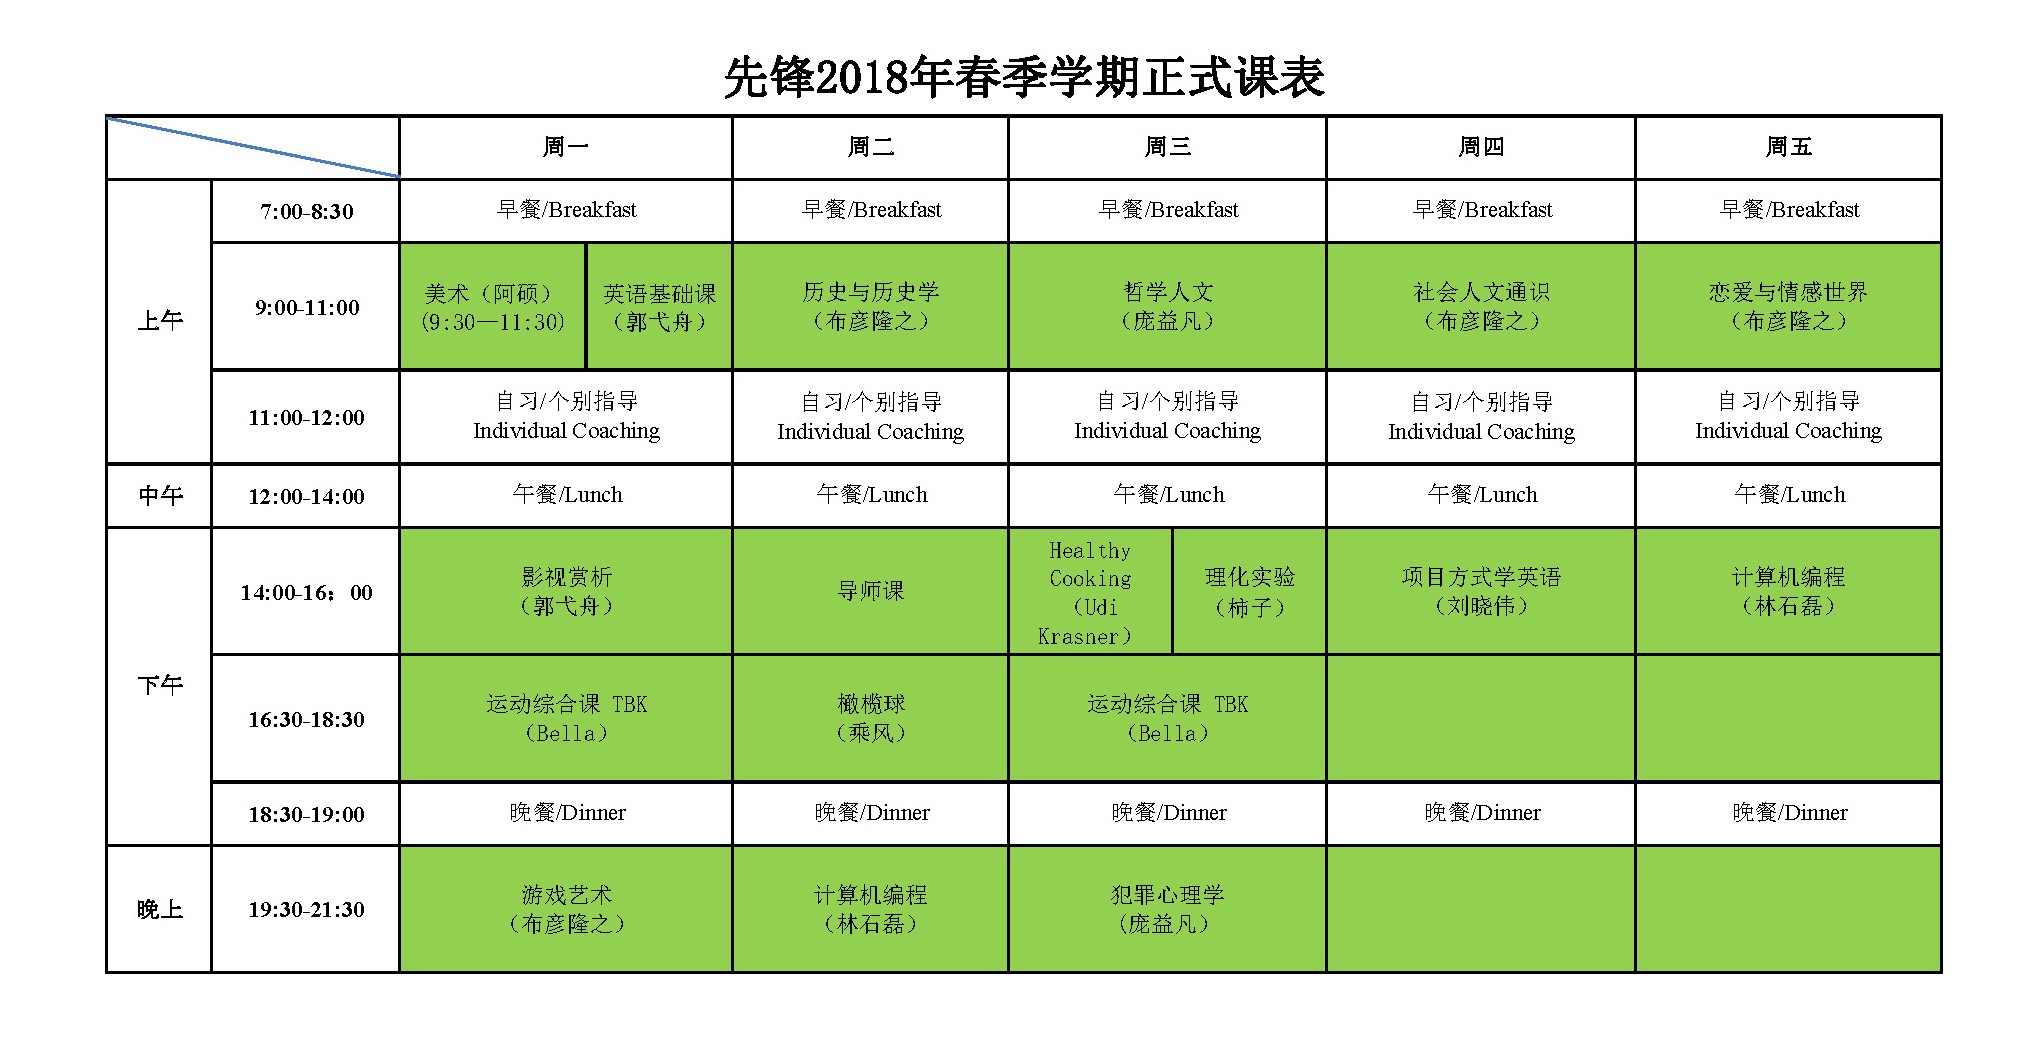 先锋2018年春季学期正式课表
周一 周二 周三 周四 周五
上午
7:00-8:30 早餐/Breakfast 早餐/Breakfast 早餐/Breakfast 早餐/Breakfast 早餐/Breakfast
9:00-11:00
美术（阿硕）
(9:30—11:30)
英语基础课
（郭弋舟）
历史与历史学
（布彦隆之）
哲学人文
（庞益凡）
社会人文通识
（布彦隆之）
恋爱与情感世界
（布彦隆之）
11:00-12:00
自习/个别指导
Individual Coaching
自习/个别指导
Individual Coaching
自习/个别指导
Individual Coaching
自习/个别指导
Individual Coaching
自习/个别指导
Individual Coaching
中午
12:00-14:00 午餐/Lunch 午餐/Lunch 午餐/Lunch 午餐/Lunch 午餐/Lunch
下午
14:00-16：00
影视赏析
（郭弋舟）
导师课
Healthy
Cooking
（Udi
Krasner）
理化实验
（柿子）
项目方式学英语
（刘晓伟）
计算机编程
（林石磊）
16:30-18:30
运动综合课 TBK
（Bella）
橄榄球
（乘风）
运动综合课 TBK
（Bella）
18:30-19:00 晚餐/Dinner 晚餐/Dinner 晚餐/Dinner 晚餐/Dinner 晚餐/Dinner
晚上
19:30-21:30
游戏艺术
（布彦隆之）
计算机编程
（林石磊）
犯罪心理学
(庞益凡）